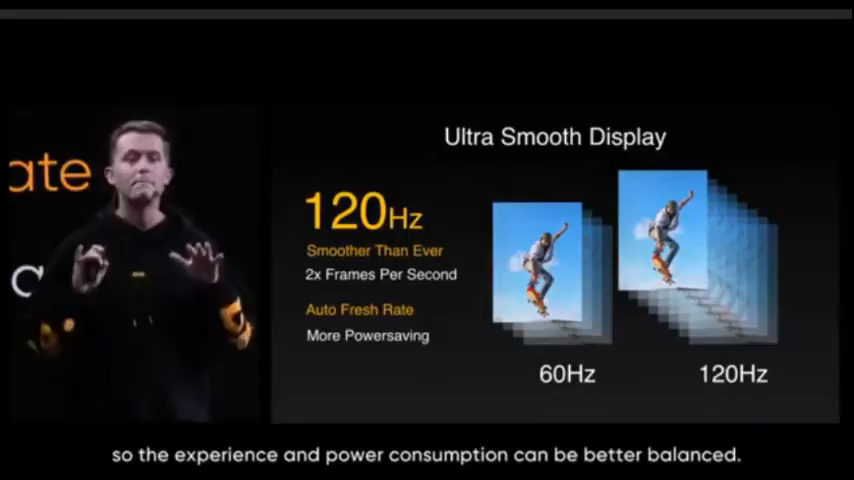 ate
C
Ultra Smooth Display
120Hz
Smoother Than Ever
2x Frames Per Second
Auto Fresh Rate
More Powersaving
60Hz
120Hz
so the experience and power consumption can be better balanced.